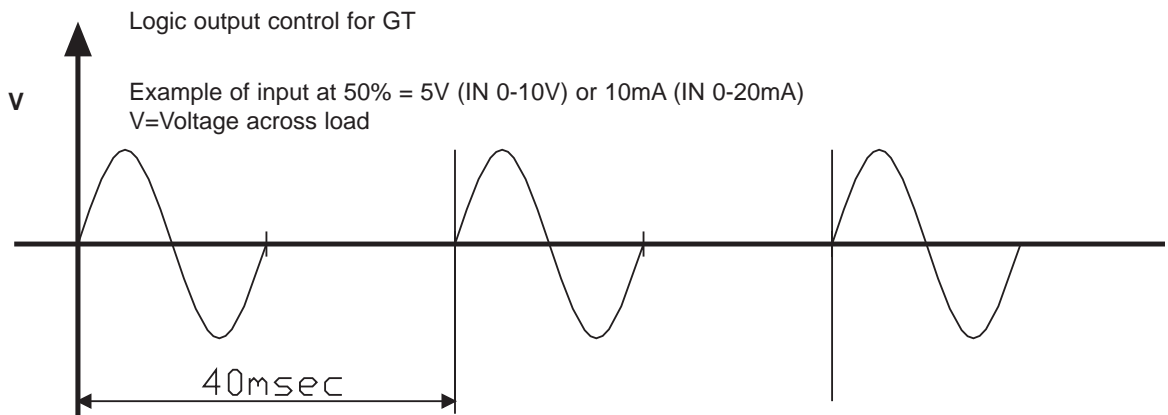 Logic output control for GT
V
Example of input at 50% = 5V (IN 0-10V) or 10mA (IN 0-20mA)
V=Voltage across load
40msec